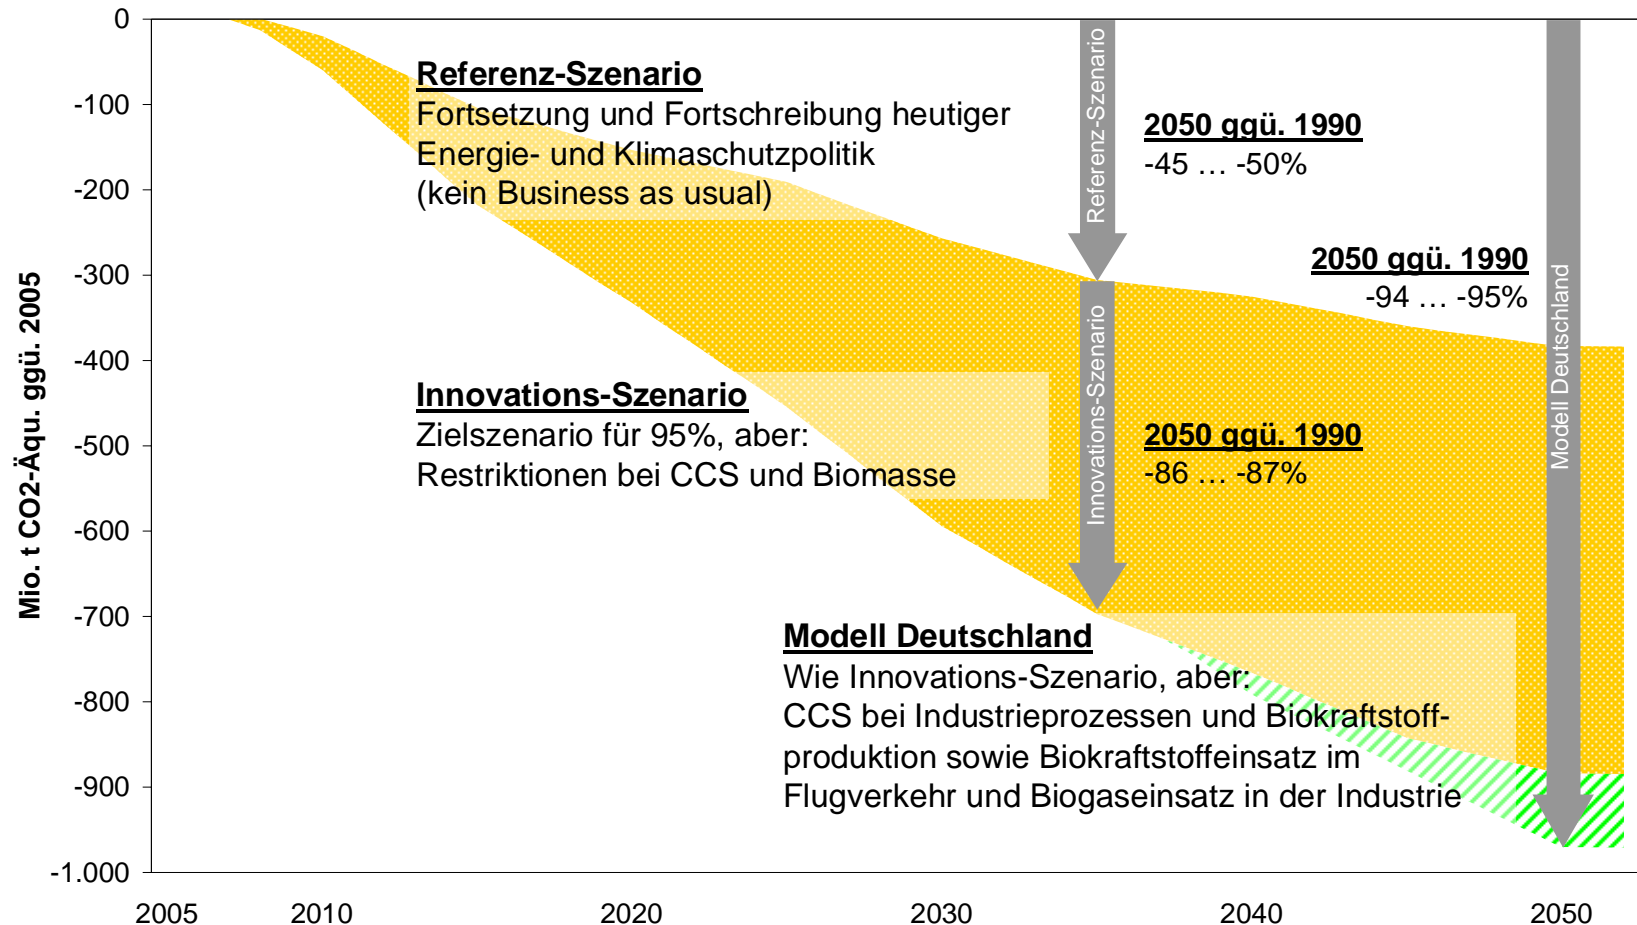 Mio. t CO2-Äqu. ggü. 2005
0
-100
-200
-300
-400
-500
-600
-700
-800
-900
-1.000
Referenz-Szenario
Fortsetzung und Fortschreibung heutiger
Energie- und Klimaschutzpolitik
(kein Business as usual)
Referenz-Szenario
2050 ggü. 1990
-45 … -50%
2050 ggü. 1990
-94 … -95%
Modell Deutschland
Innovations-Szenario
Zielszenario für 95%, aber:
Restriktionen bei CCS und Biomasse
Innovations-Szenario
2050 ggü. 1990
-86 … -87%
Modell Deutschland
Wie Innovations-Szenario, aber:
CCS bei Industrieprozessen und Biokraftstoff-
produktion sowie Biokraftstoffeinsatz im
Flugverkehr und Biogaseinsatz in der Industrie
2005
2010
2020
2030
2040
2050